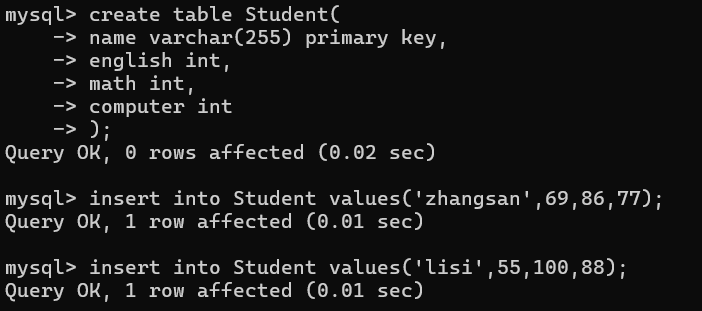 mysql> create table Student(
    -> name varchar(255) primary key,
    -> english int,
    -> math int,
    -> computer int
    -> );
Query OK, 0 rows affected (0.02 sec)

mysql> insert into Student values('zhangsan',69,86,77);
Query OK, 1 row affected (0.01 sec)

mysql> insert into Student values('lisi',55,100,88);
Query OK, 1 row affected (0.01 sec)